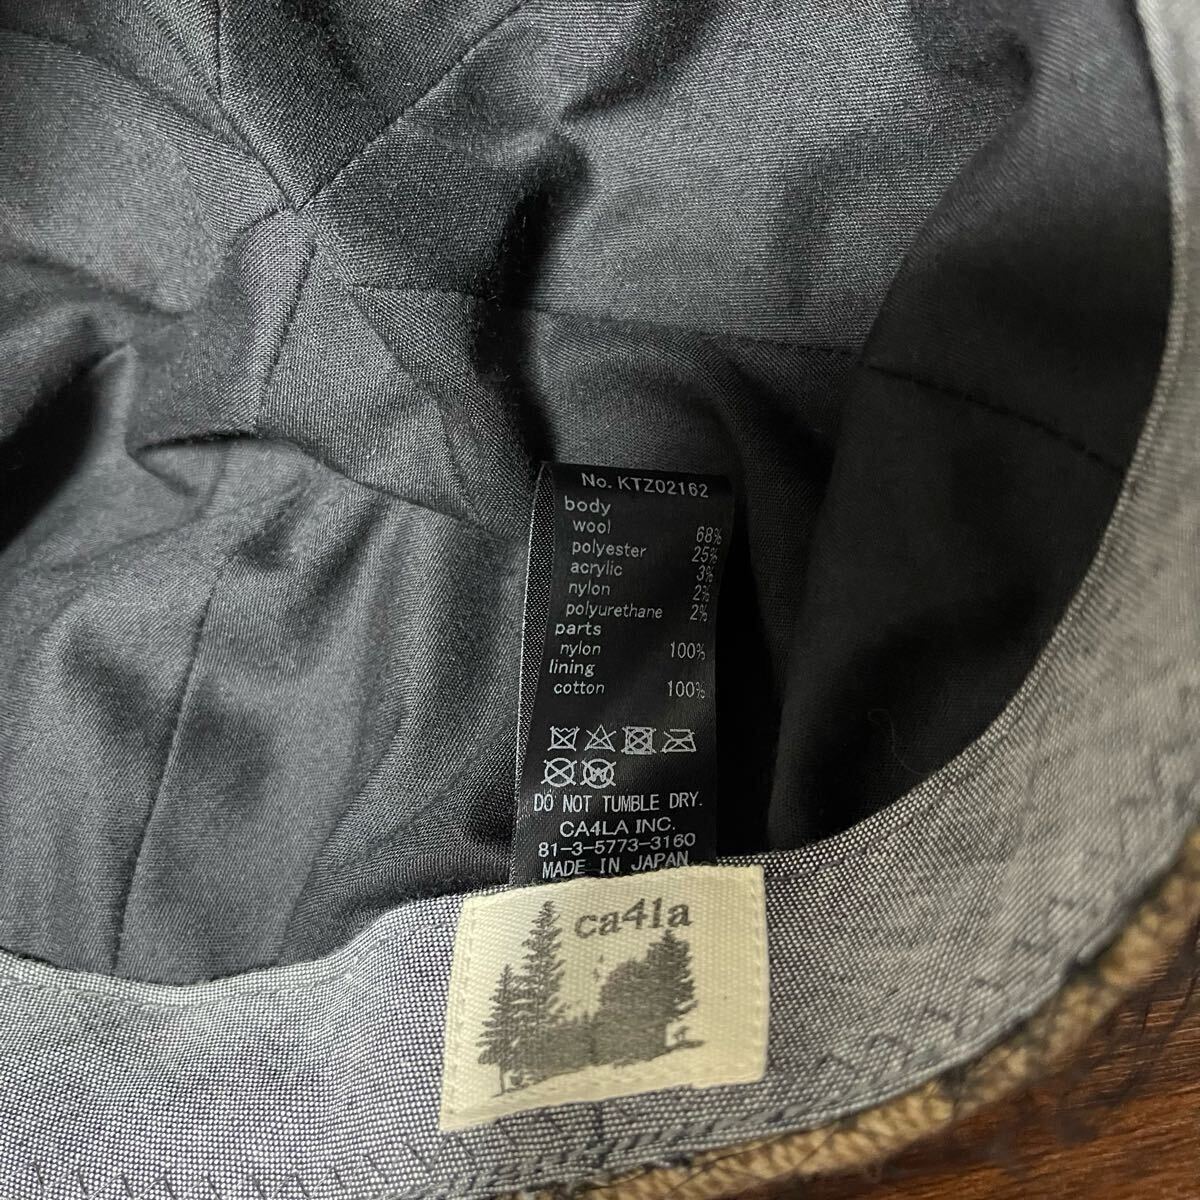 No. KTZ02162
body
wool 68%
polyester 25%
acrylic 3%
nylon 2%
polyurethane 2%
parts
nylon 100%
lining
cotton 100%
DO NOT TUMBLE DRY.
CA4LA INC.
81-3-5773-3160
MADE IN JAPAN
ca4la